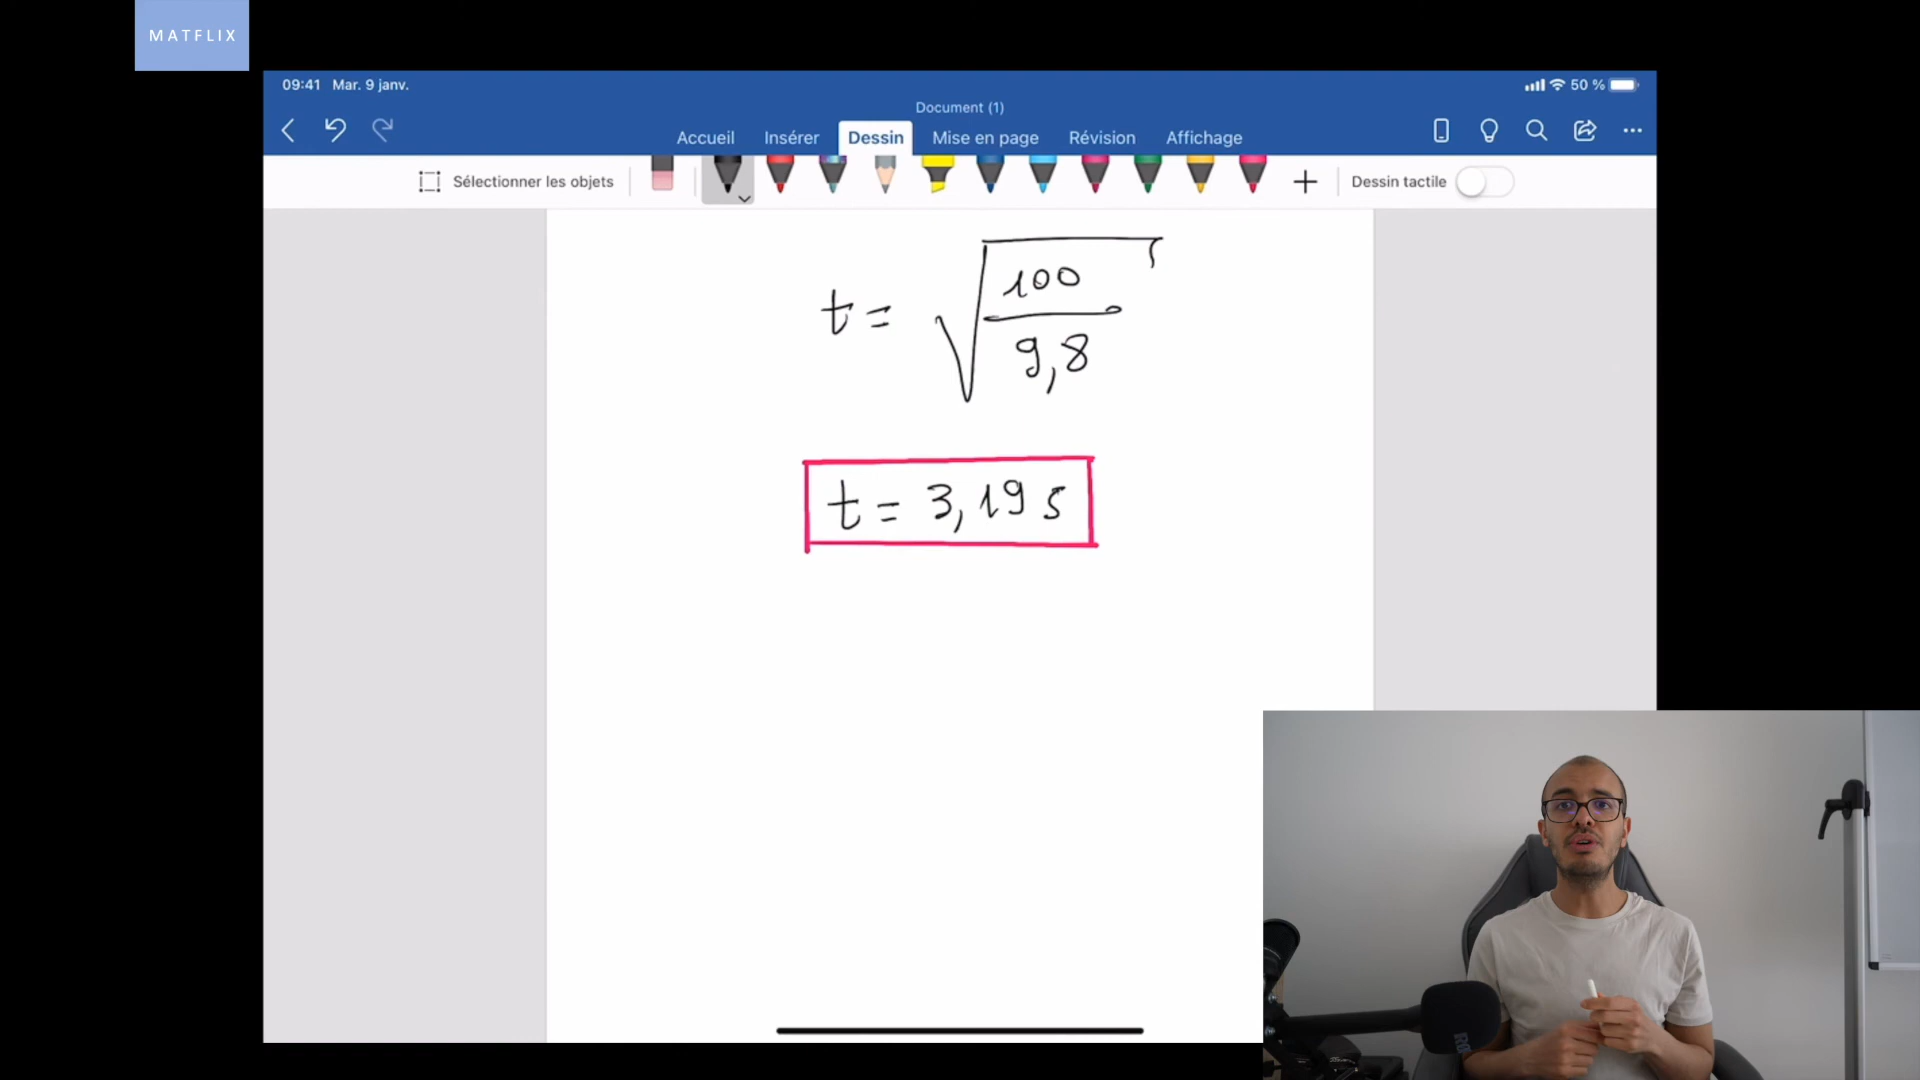 MATFLIX
09:41 Mar. 9 janv.
50 %
Document (1)
Accueil Insérer Dessin Mise en page Révision Affichage
Sélectionner les objets
Dessin tactile
t = √(100/9,8)
t = 3,19 s